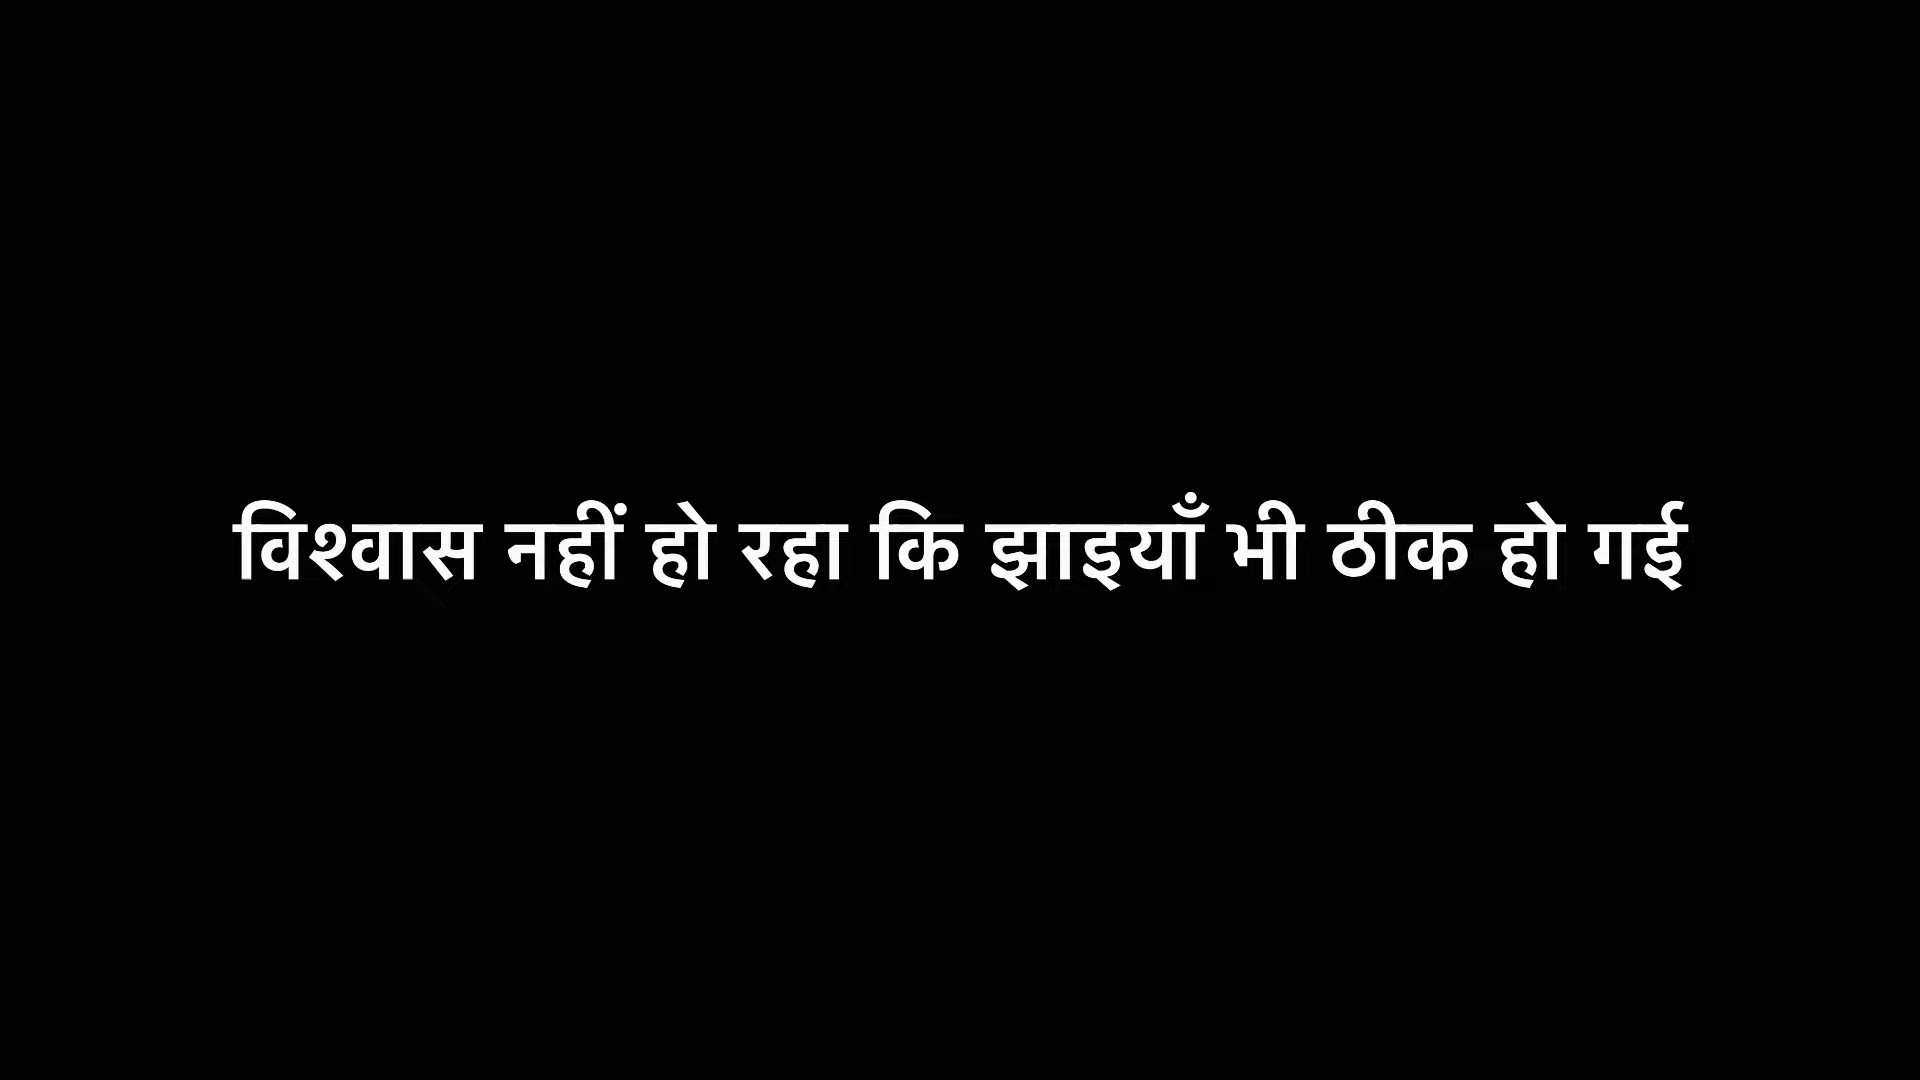 विश्वास नहीं हो रहा कि झाइयाँ भी ठीक हो गई